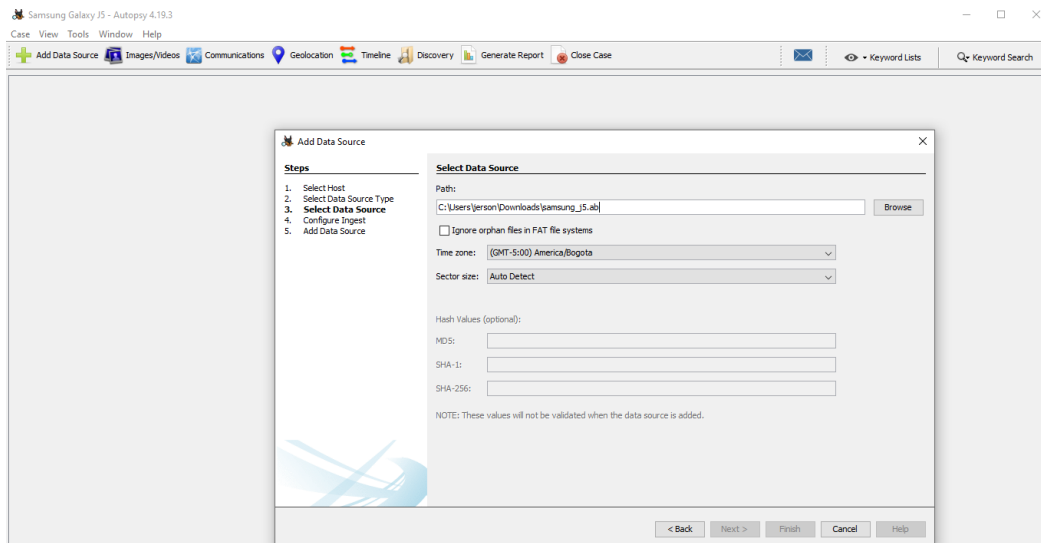 Samsung Galaxy J5 - Autopsy 4.19.3
Case View Tools Window Help
Add Data Source Images/Videos Communications Geolocation Timeline Discovery Generate Report Close Case Keyword Lists Keyword Search
Add Data Source
Steps
1. Select Host
2. Select Data Source Type
3. Select Data Source
4. Configure Ingest
5. Add Data Source
Select Data Source
Path:
C:\Users\jerson\Downloads\samsung_j5.ab
Browse
Ignore orphan files in FAT file systems
Time zone: (GMT-5:00) America/Bogota
Sector size: Auto Detect
Hash Values (optional):
MD5:
SHA-1:
SHA-256:
NOTE: These values will not be validated when the data source is added.
< Back Next > Finish Cancel Help